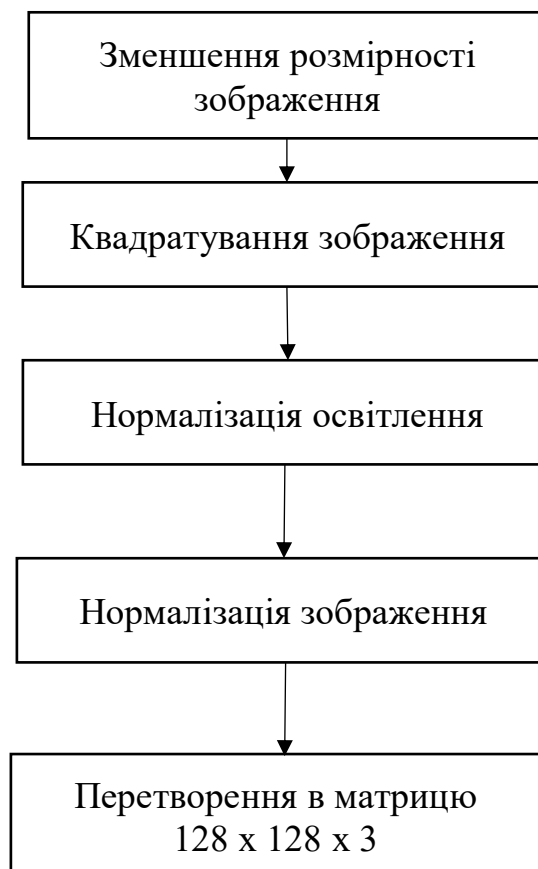 Зменшення розмірності
зображення
Квадратування зображення
Нормалізація освітлення
Нормалізація зображення
Перетворення в матрицю
128 x 128 x 3